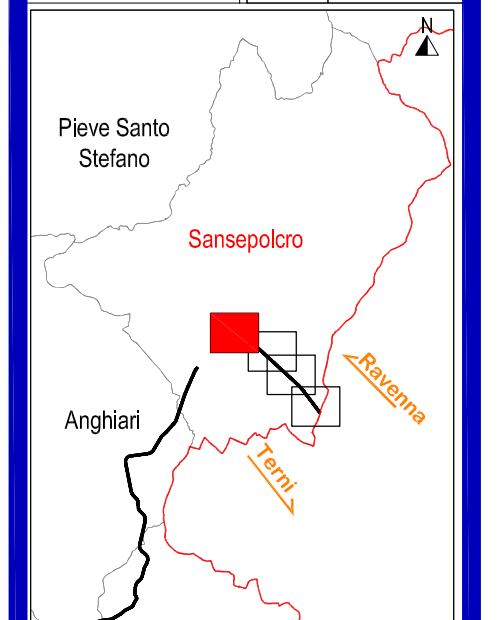 N
Pieve Santo
Stefano
Sansepolcro
Ravenna
Anghiari
Terni